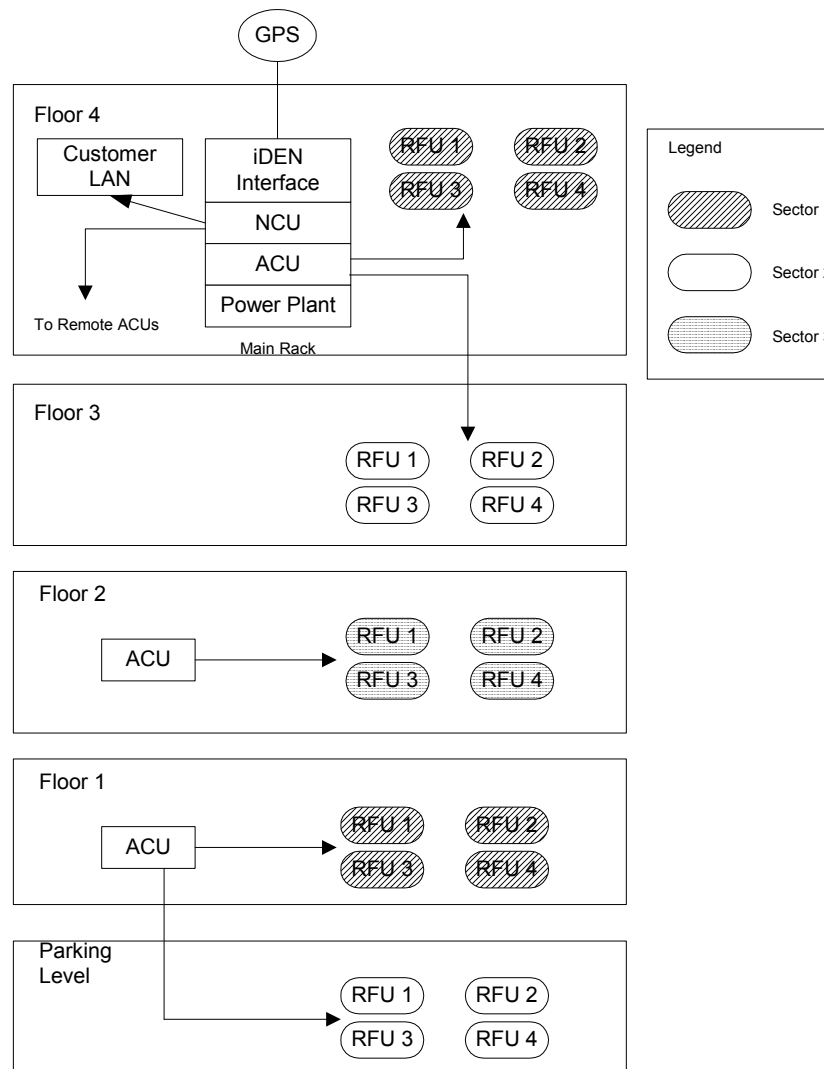 GPS
Floor 4
Customer
LAN
iDEN
Interface
NCU
ACU
Power Plant
Main Rack
To Remote ACUs
RFU 1
RFU 2
RFU 3
RFU 4
Legend
Sector
Sector
Sector
Floor 3
RFU 1
RFU 2
RFU 3
RFU 4
Floor 2
ACU
RFU 1
RFU 2
RFU 3
RFU 4
Floor 1
ACU
RFU 1
RFU 2
RFU 3
RFU 4
Parking
Level
RFU 1
RFU 2
RFU 3
RFU 4